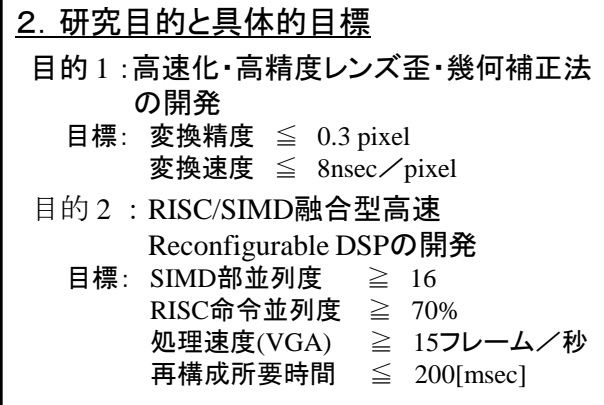 ２．研究目的と具体的目標
目的１：高速化・高精度レンズ歪・幾何補正法
の開発
目標： 変換精度 ≦ 0.3 pixel
変換速度 ≦ 8nsec／pixel
目的２：RISC/SIMD融合型高速
Reconfigurable DSPの開発
目標： SIMD部並列度 ≧ 16
RISC命令並列度 ≧ 70%
処理速度(VGA) ≧ 15フレーム／秒
再構成所要時間 ≦ 200[msec]